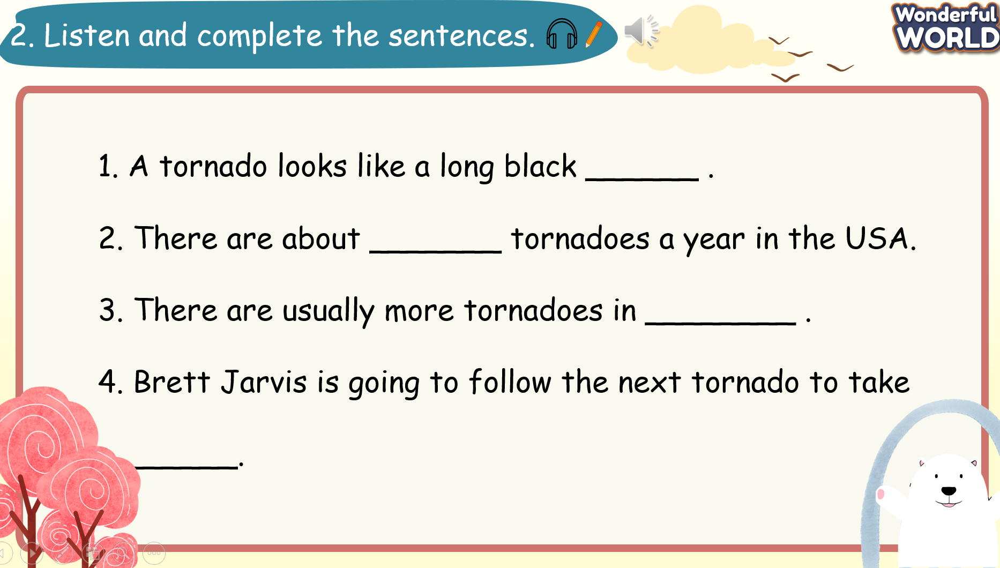 2. Listen and complete the sentences.
Wonderful
WORLD
1. A tornado looks like a long black ______ .
2. There are about _______ tornadoes a year in the USA.
3. There are usually more tornadoes in ________ .
4. Brett Jarvis is going to follow the next tornado to take
______.